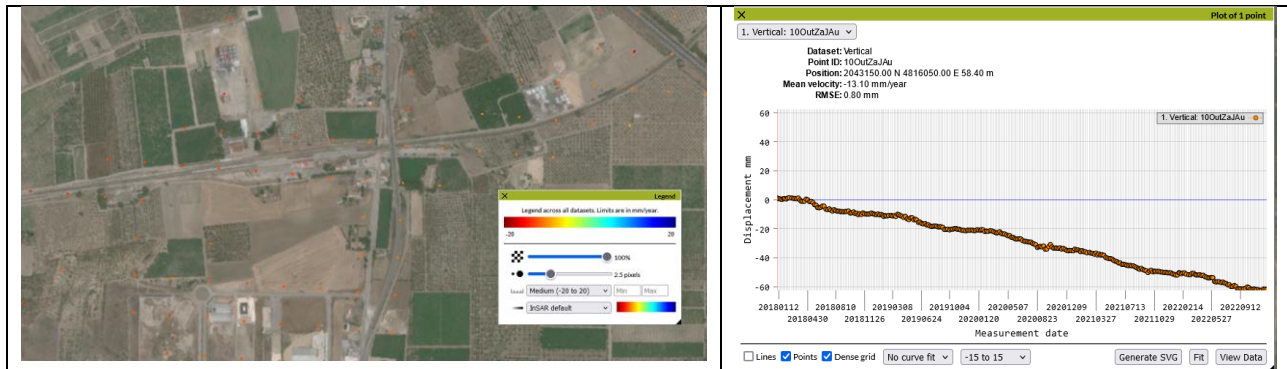 Legend
Legend across all datasets. Limits are in mm/year.
-20 20
100%
2.5 pixels
Medium (-20 to 20) Min Max
InSAR default
Plot of 1 point
1. Vertical: 10OutZaJAu
Dataset: Vertical
Point ID: 10OutZaJAu
Position: 2043150.00 N 4816050.00 E 58.40 m
Mean velocity: -13.10 mm/year
RMSE: 0.80 mm
1. Vertical: 10OutZaJAu
Displacement mm
60
40
20
0
-20
-40
-60
20180112 20180810 20190308 20191004 20200507 20201209 20210713 20220214 20220912
20180430 20181126 20190624 20200120 20200823 20210327 20211029 20220527
Measurement date
Lines Points Dense grid No curve fit -15 to 15 Generate SVG Fit View Data